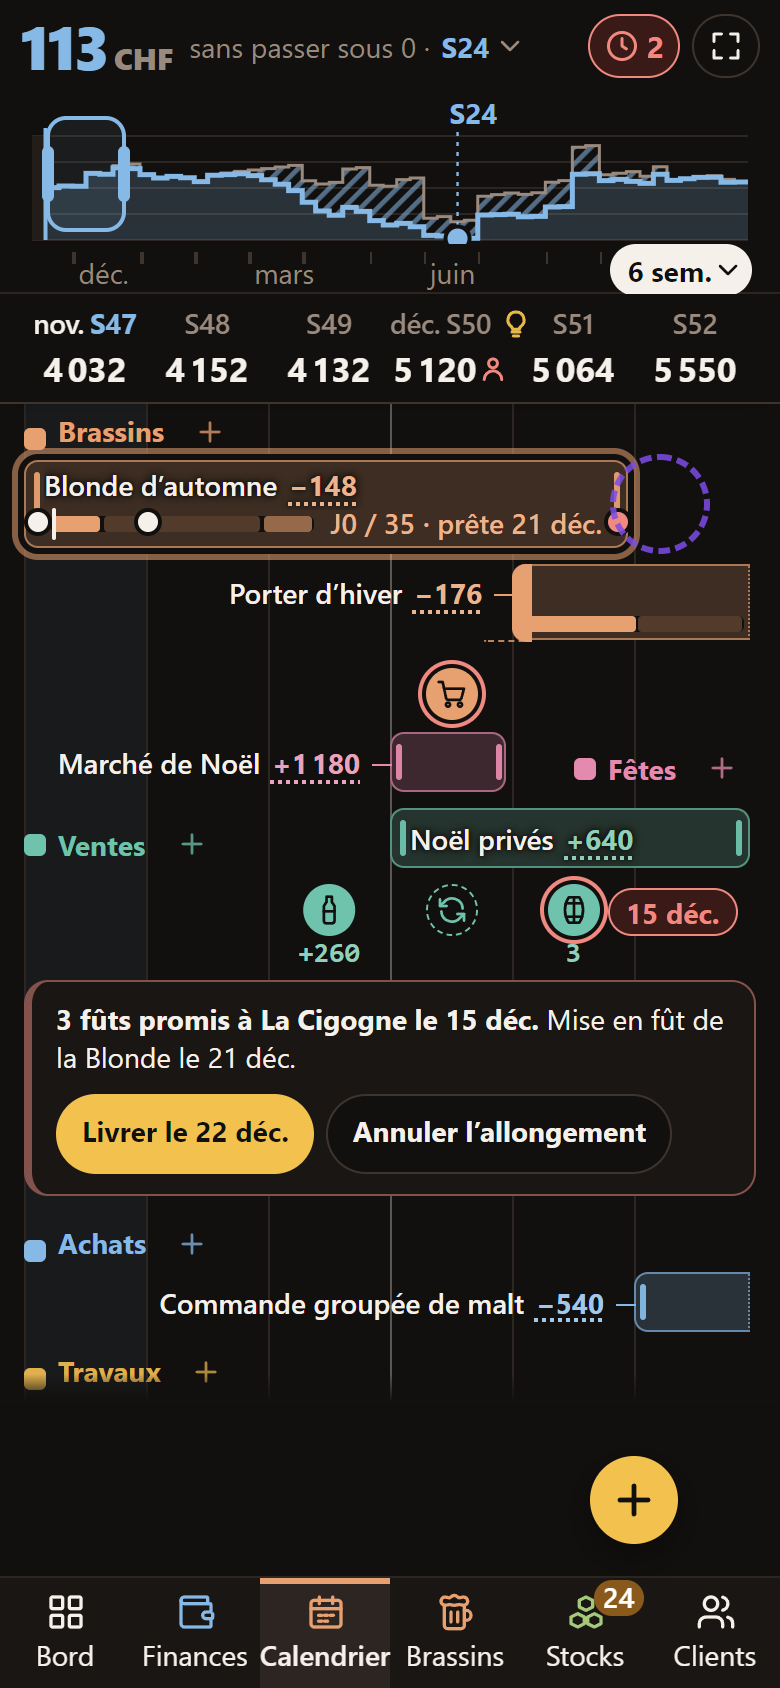 113 CHF sans passer sous 0 · S24
2
S24
déc. mars juin
6 sem.
nov. S47 S48 S49 déc. S50 S51 S52
4 032 4 152 4 132 5 120 5 064 5 550
Brassins +
Blonde d’automne −148
J0 / 35 · prête 21 déc.
Porter d’hiver −176
Marché de Noël +1 180
Fêtes +
Noël privés +640
Ventes +
15 déc.
+260 3
3 fûts promis à La Cigogne le 15 déc. Mise en fût de
la Blonde le 21 déc.
Livrer le 22 déc. Annuler l’allongement
Achats +
Commande groupée de malt −540
Travaux +
+
24
Bord Finances Calendrier Brassins Stocks Clients